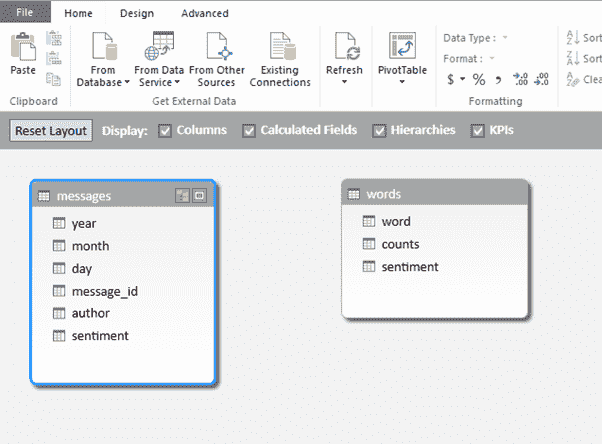 File Home Design Advanced
Paste
From Database
From Data Service
From Other Sources
Existing Connections
Refresh
PivotTable
Data Type :
Format :
$ % , .00 .00
Sort
Sort
Clea
Clipboard Get External Data Formatting
Reset Layout Display: Columns Calculated Fields Hierarchies KPIs
messages
year
month
day
message_id
author
sentiment
words
word
counts
sentiment